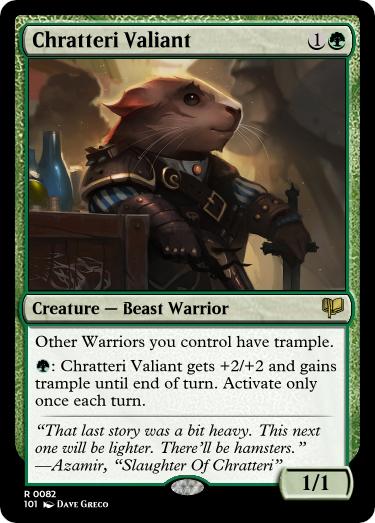 Chratteri Valiant 1
Creature — Beast Warrior
Other Warriors you control have trample.
: Chratteri Valiant gets +2/+2 and gains
trample until end of turn. Activate only
once each turn.
“That last story was a bit heavy. This next
one will be lighter. There’ll be hamsters.”
—Azamir, “Slaughter Of Chratteri”
1/1
R 0082
101 Dave Greco